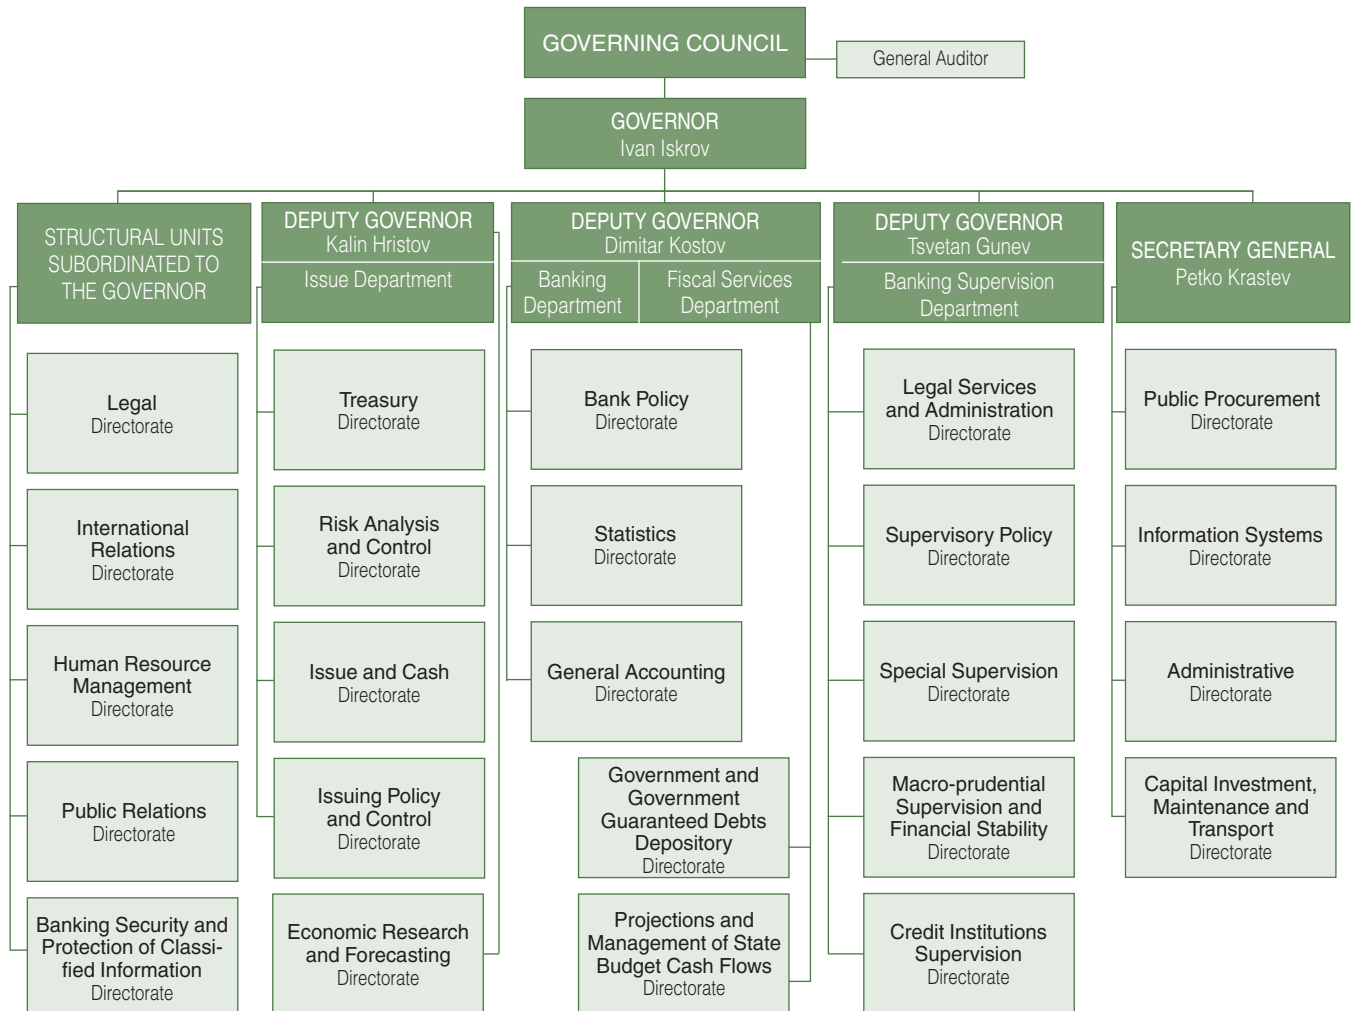 GOVERNING COUNCIL
General Auditor
GOVERNOR
Ivan Iskrov
STRUCTURAL UNITS
SUBORDINATED TO
THE GOVERNOR
Legal
Directorate
International
Relations
Directorate
Human Resource
Management
Directorate
Public Relations
Directorate
Banking Security and
Protection of Classi-
fied Information
Directorate
DEPUTY GOVERNOR
Kalin Hristov
Issue Department
Treasury
Directorate
Risk Analysis
and Control
Directorate
Issue and Cash
Directorate
Issuing Policy
and Control
Directorate
Economic Research
and Forecasting
Directorate
DEPUTY GOVERNOR
Dimitar Kostov
Banking
Department
Fiscal Services
Department
Bank Policy
Directorate
Statistics
Directorate
General Accounting
Directorate
Government and
Government
Guaranteed Debts
Depository
Directorate
Projections and
Management of State
Budget Cash Flows
Directorate
DEPUTY GOVERNOR
Tsvetan Gunev
Banking Supervision
Department
Legal Services
and Administration
Directorate
Supervisory Policy
Directorate
Special Supervision
Directorate
Macro-prudential
Supervision and
Financial Stability
Directorate
Credit Institutions
Supervision
Directorate
SECRETARY GENERAL
Petko Krastev
Public Procurement
Directorate
Information Systems
Directorate
Administrative
Directorate
Capital Investment,
Maintenance and
Transport
Directorate